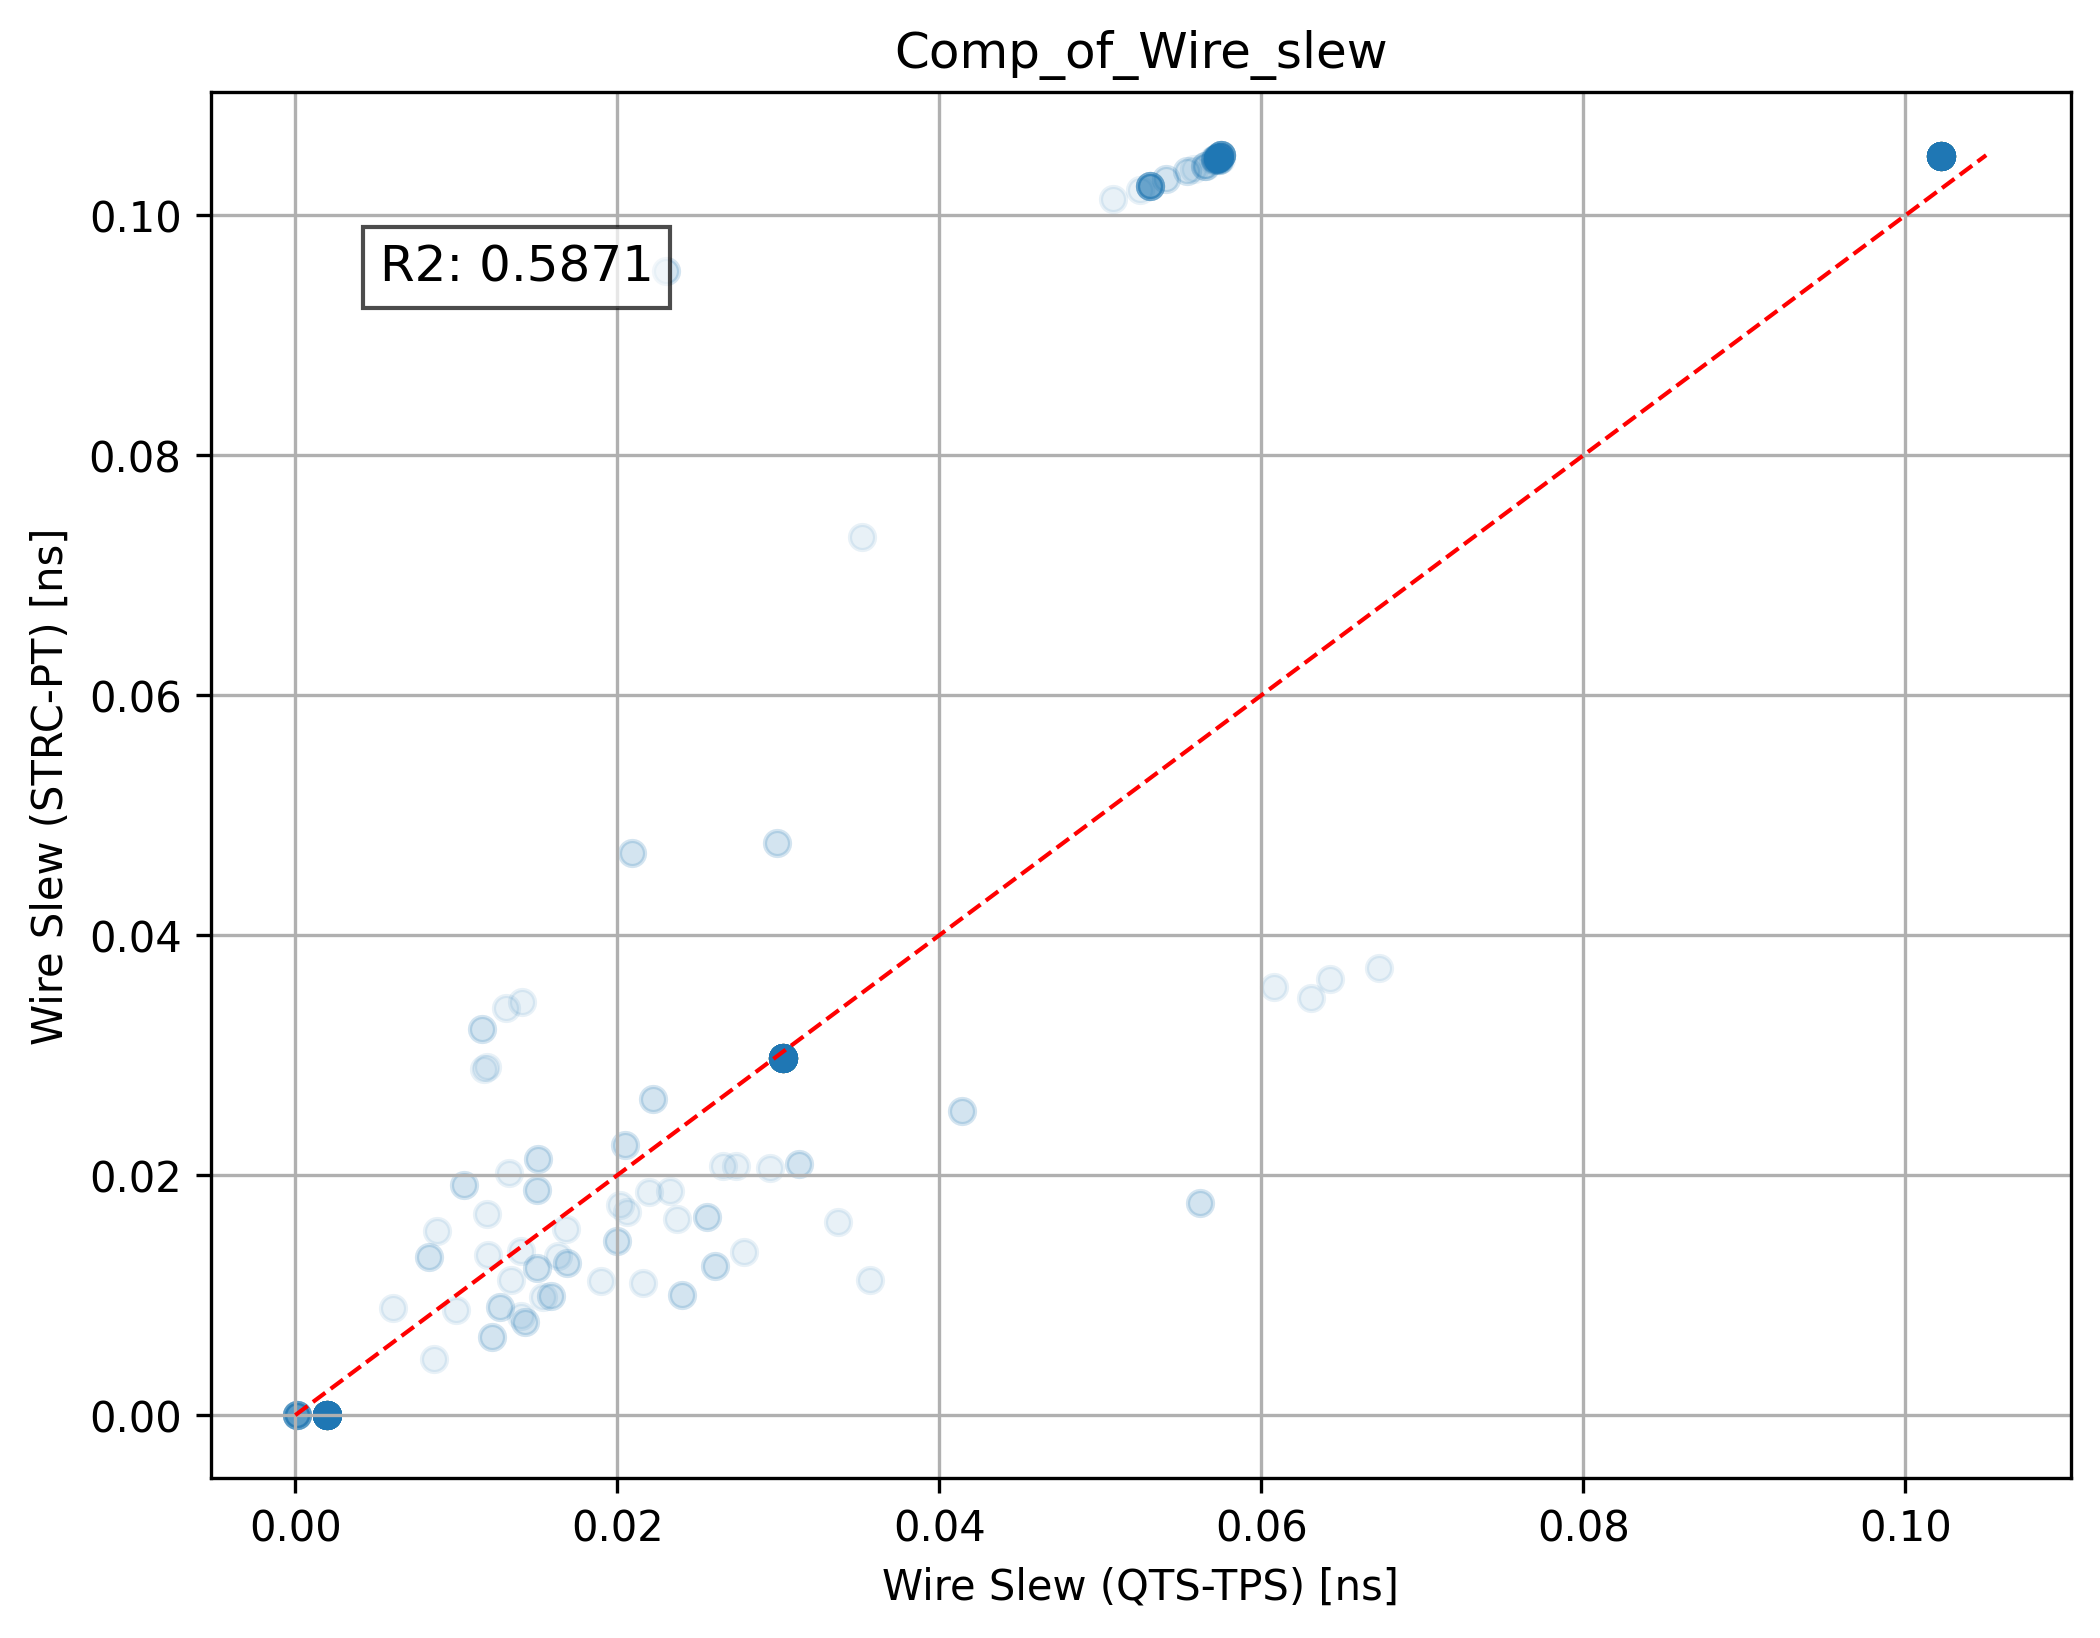 Comp_of_Wire_slew
R2: 0.5871
Wire Slew (STRC-PT) [ns]
0.10
0.08
0.06
0.04
0.02
0.00
0.00 0.02 0.04 0.06 0.08 0.10
Wire Slew (QTS-TPS) [ns]